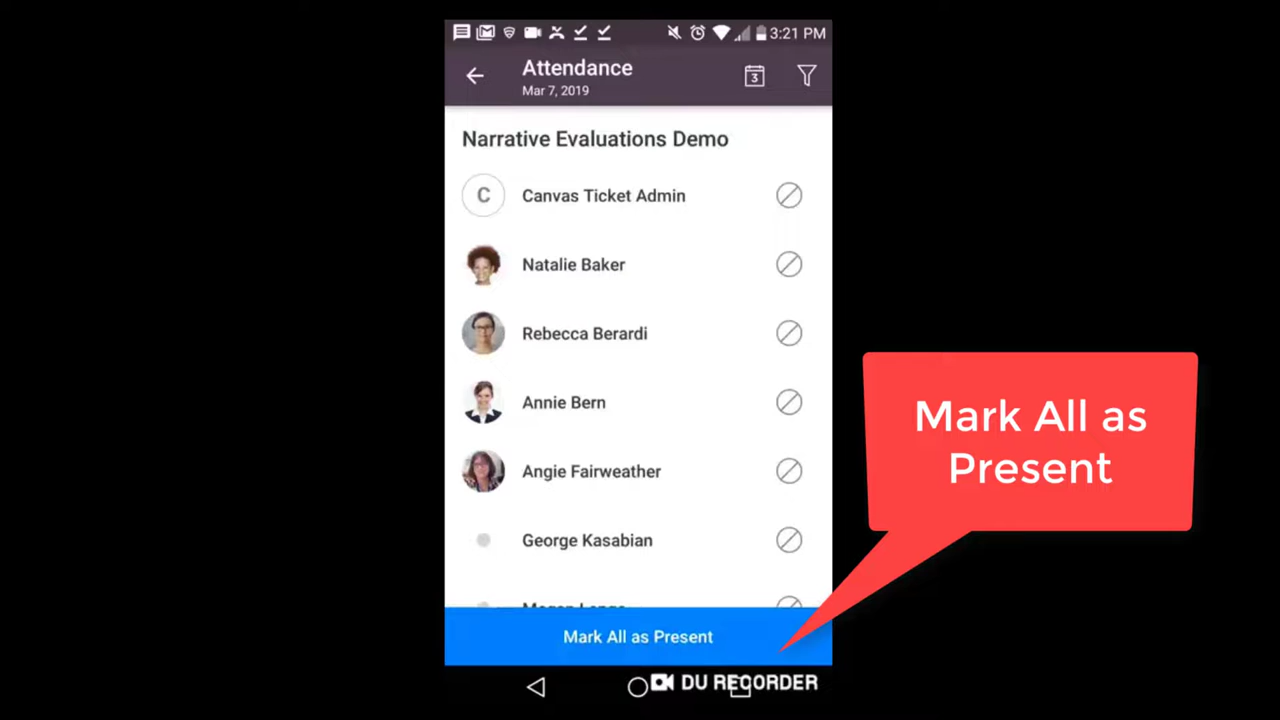 3:21 PM
Attendance
Mar 7, 2019
3
Narrative Evaluations Demo
C
Canvas Ticket Admin
Natalie Baker
Rebecca Berardi
Annie Bern
Angie Fairweather
George Kasabian
Mark All as Present
Mark All as
Present
DU RECORDER